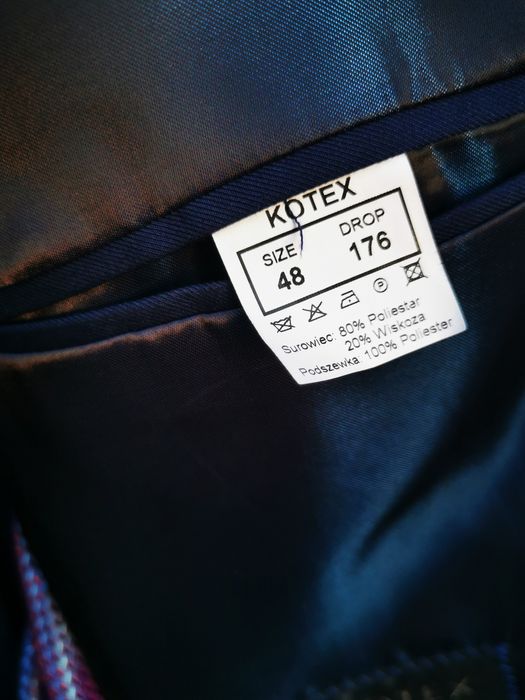 KOTEX
SIZE DROP
48 176
Surowiec: 80% Poliestar
20% Wiskoza
Podszewka: 100% Poliester